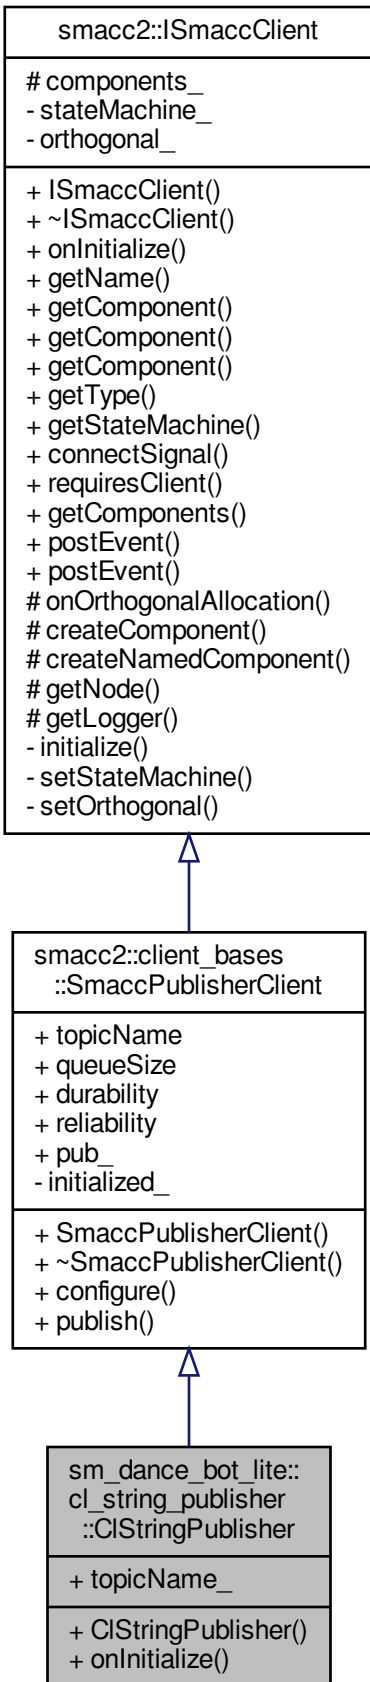 smacc2::ISmaccClient
# components_
- stateMachine_
- orthogonal_
+ ISmaccClient()
+ ~ISmaccClient()
+ onInitialize()
+ getName()
+ getComponent()
+ getComponent()
+ getComponent()
+ getType()
+ getStateMachine()
+ connectSignal()
+ requiresClient()
+ getComponents()
+ postEvent()
+ postEvent()
# onOrthogonalAllocation()
# createComponent()
# createNamedComponent()
# getNode()
# getLogger()
- initialize()
- setStateMachine()
- setOrthogonal()
smacc2::client_bases
::SmaccPublisherClient
+ topicName
+ queueSize
+ durability
+ reliability
+ pub_
- initialized_
+ SmaccPublisherClient()
+ ~SmaccPublisherClient()
+ configure()
+ publish()
sm_dance_bot_lite::
cl_string_publisher
::ClStringPublisher
+ topicName_
+ ClStringPublisher()
+ onInitialize()